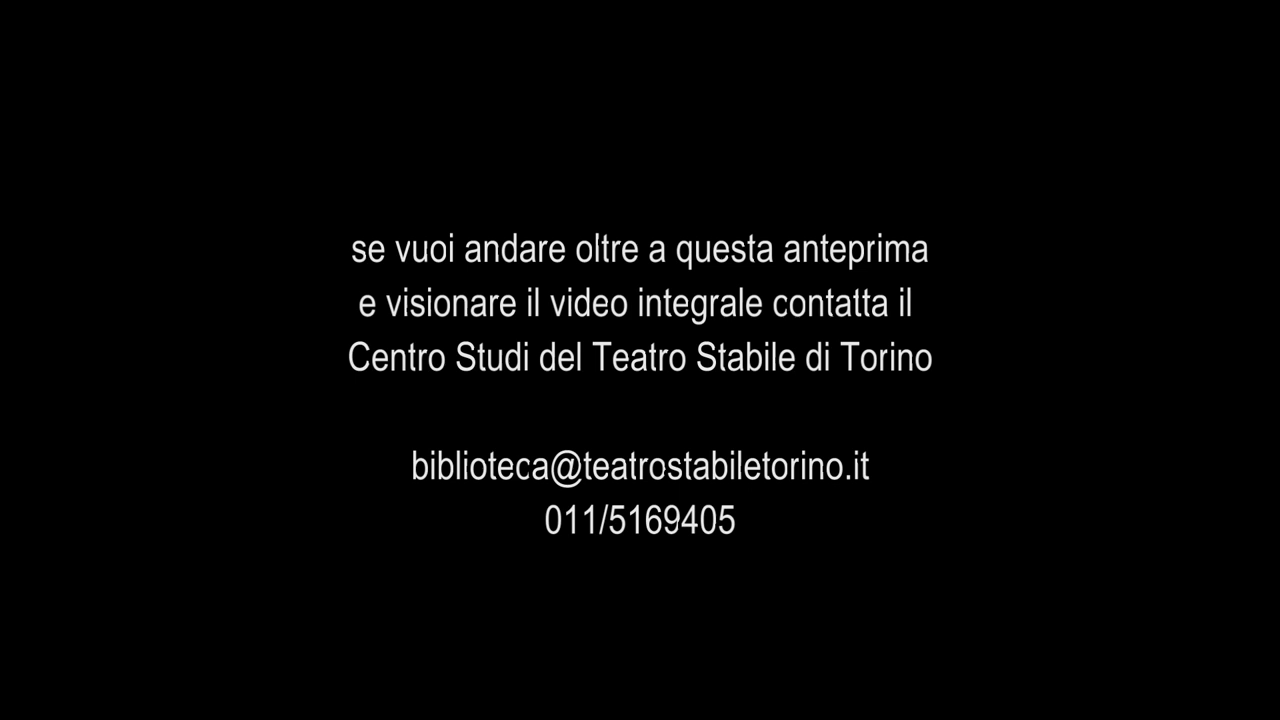 se vuoi andare oltre a questa anteprima
e visionare il video integrale contatta il
Centro Studi del Teatro Stabile di Torino
biblioteca@teatrostabiletorino.it
011/5169405